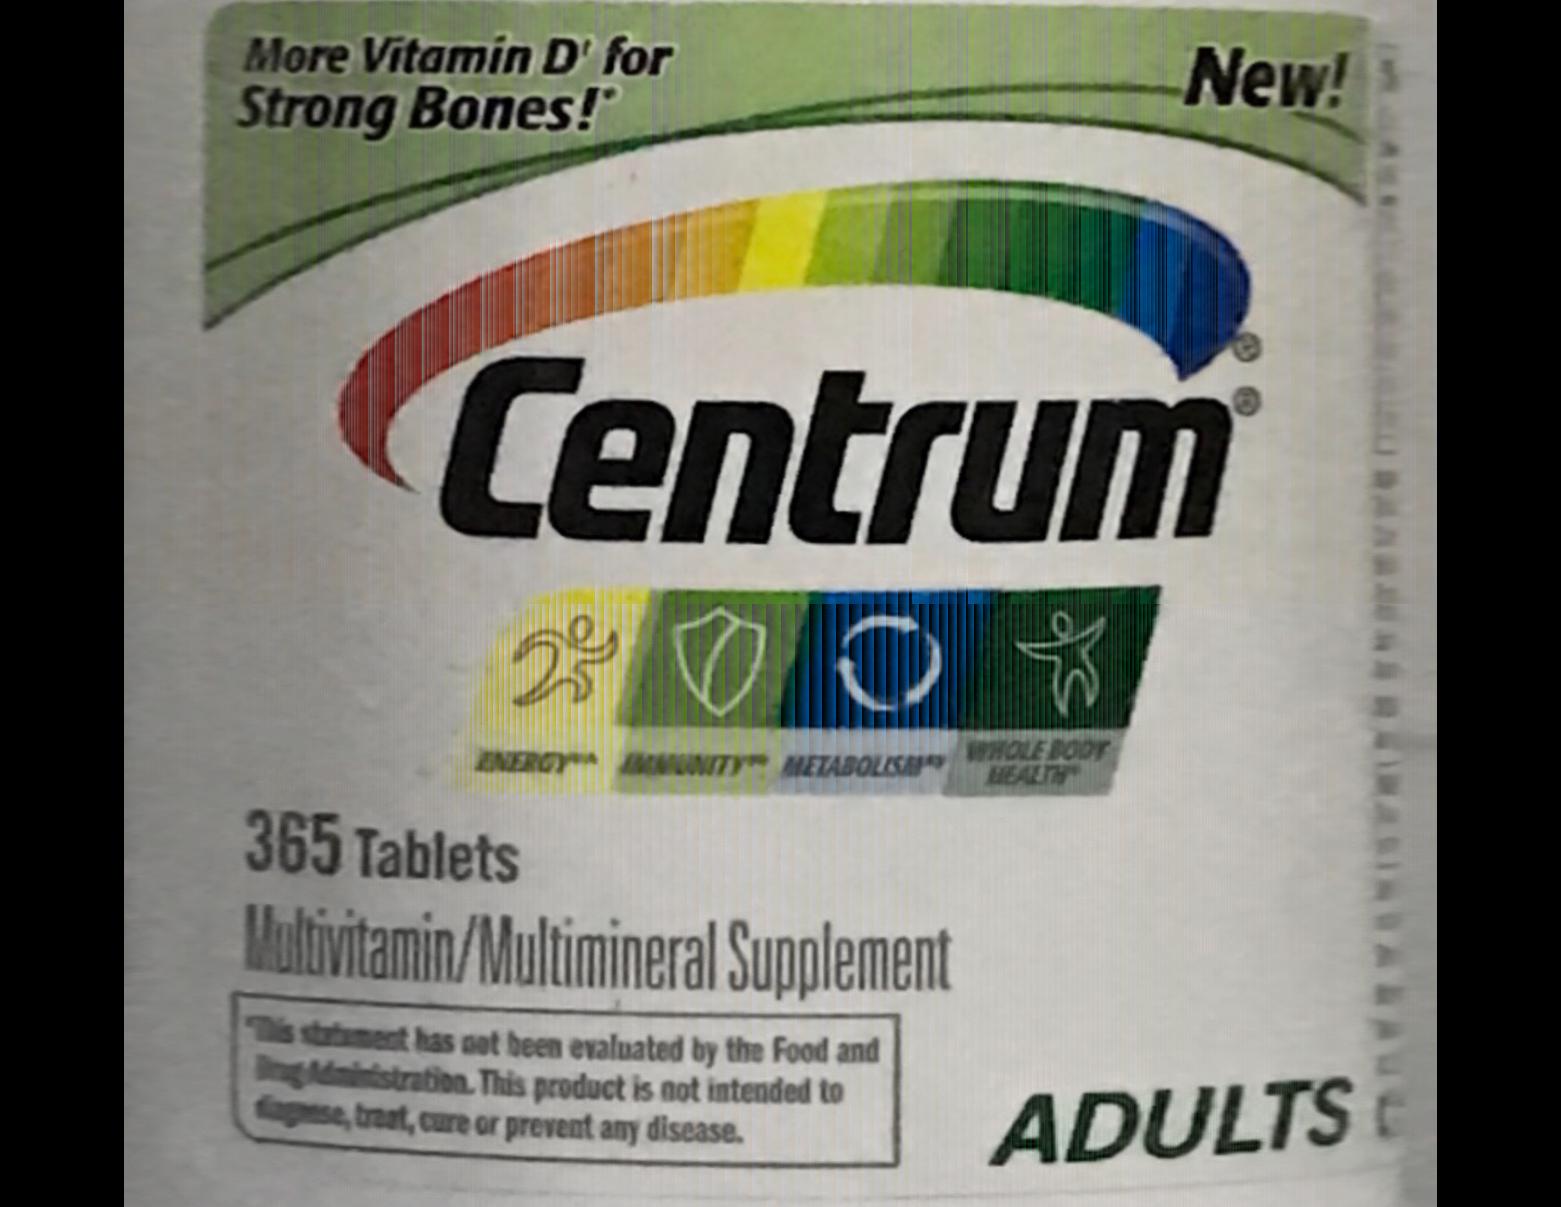 More Vitamin D† for
Strong Bones!*
New!
Centrum®
ENERGY
IMMUNITY
METABOLISM
WHOLE BODY
HEALTH
365 Tablets
Multivitamin/Multimineral Supplement
*This statement has not been evaluated by the Food and
Drug Administration. This product is not intended to
diagnose, treat, cure or prevent any disease.
ADULTS